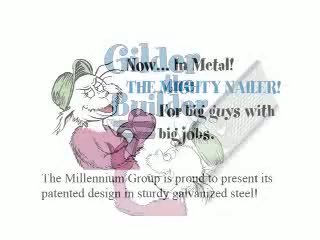 Gilder
the
Builder
Now... In Metal!
THE MIGHTY NAILER!
For big guys with
big jobs.
The Millennium Group is proud to present its
patented design in sturdy galvanized steel!